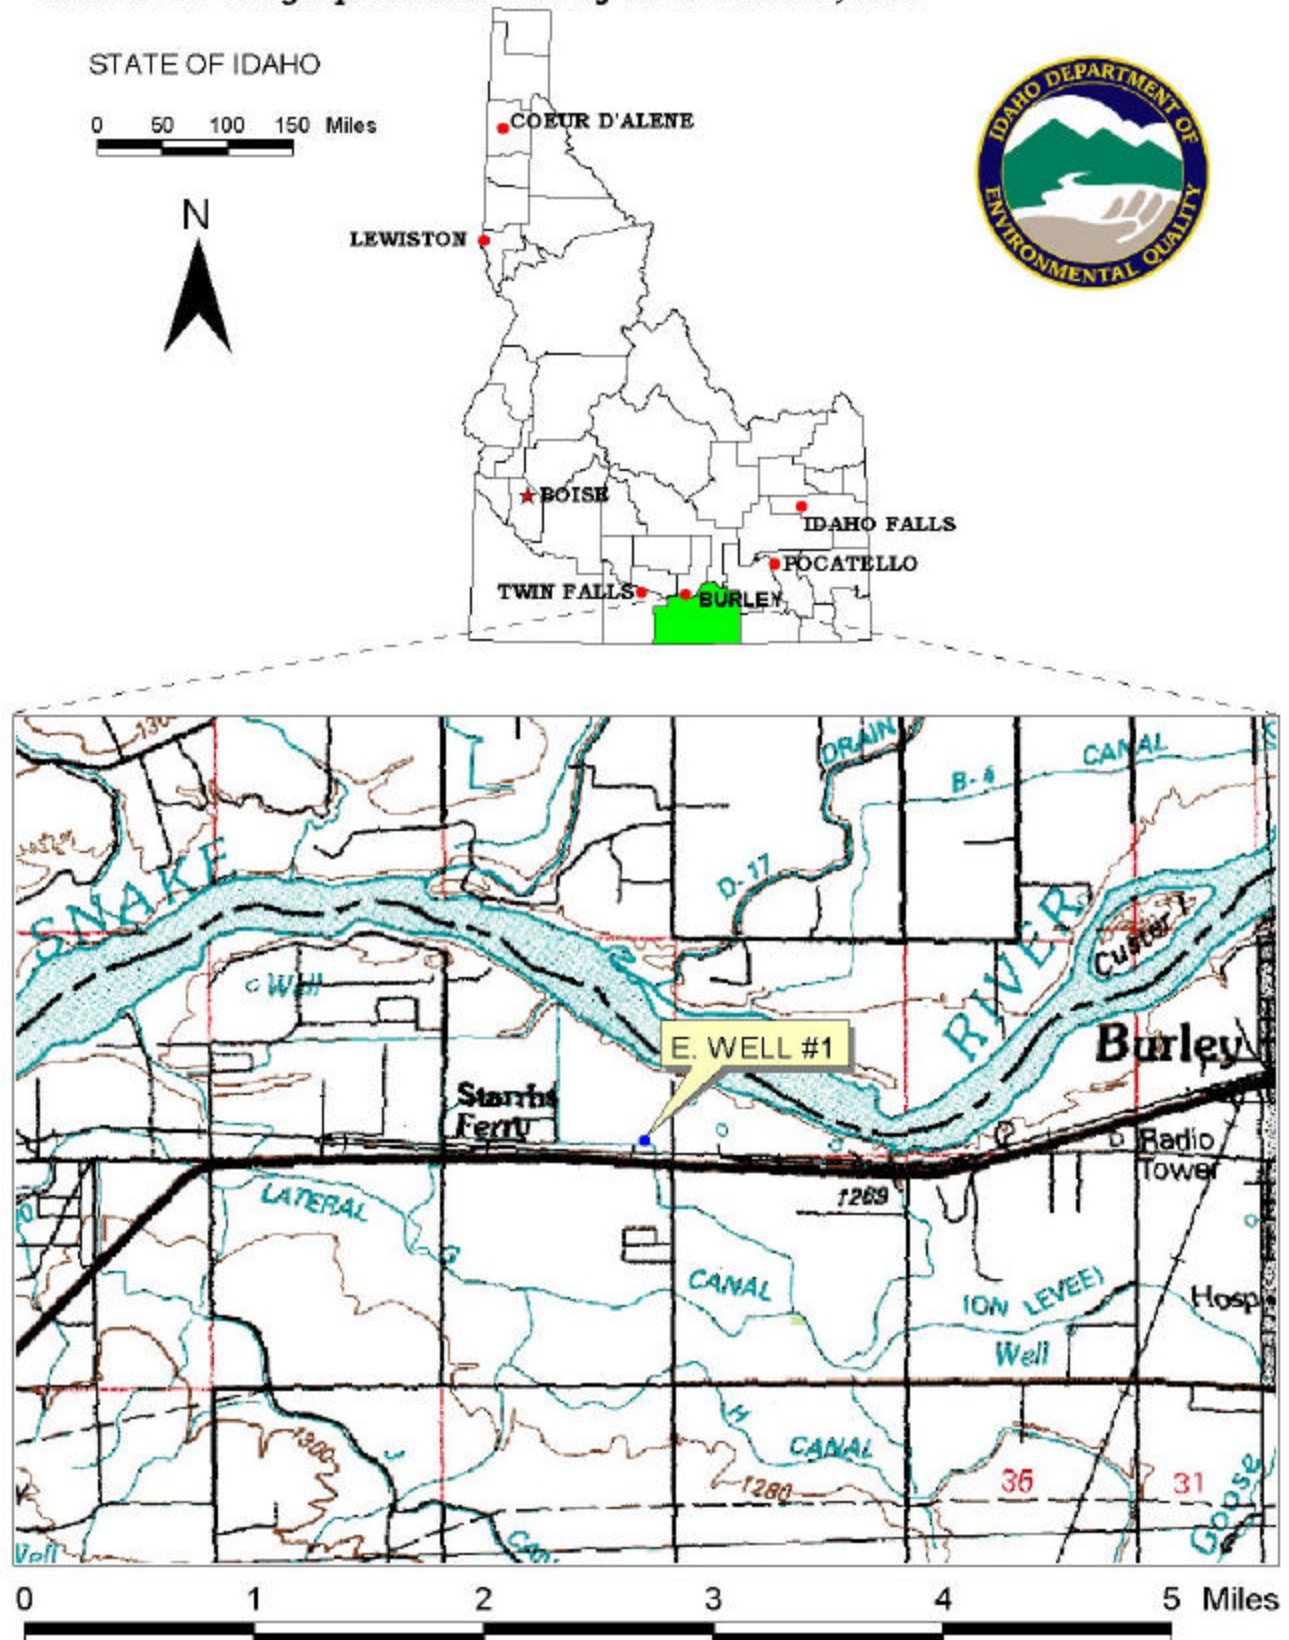 STATE OF IDAHO
0 50 100 150 Miles
N
COEUR D'ALENE
LEWISTON
BOISE
IDAHO FALLS
POCATELLO
TWIN FALLS
BURLEY
IDAHO DEPARTMENT OF
ENVIRONMENTAL QUALITY
DRAIN
CANAL
B-4
D-17
SNAKE
RIVER
Custer I
Well
E. WELL #1
Burley
Starrhs
Ferry
Radio
Tower
1269
LATERAL
G
CANAL
(ON LEVEE)
Hosp
Well
H
CANAL
J
1300
1280
36
31
Goose
0 1 2 3 4 5 Miles